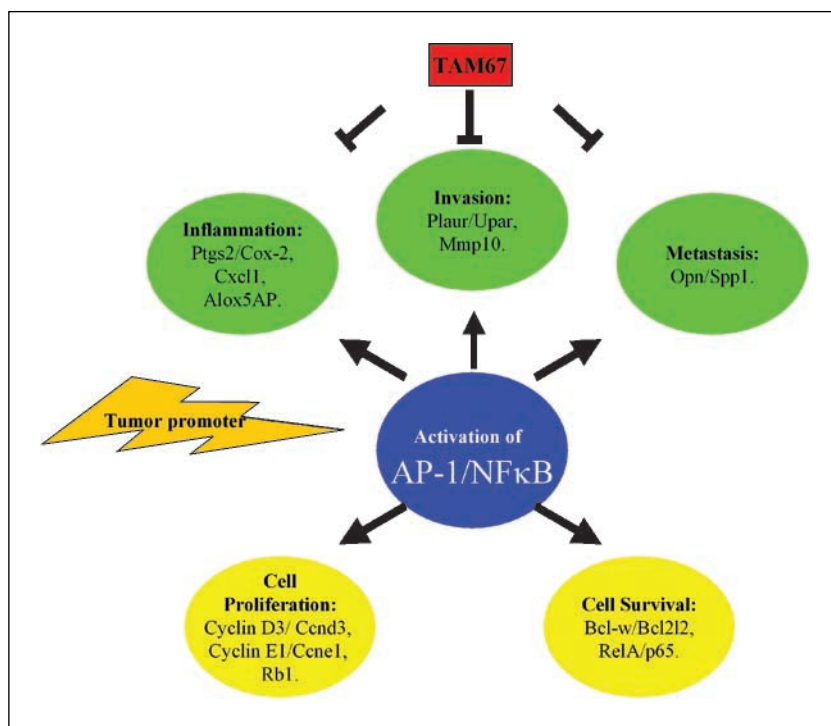 TAM67
Invasion:
Plaur/Upar,
Mmp10.
Inflammation:
Ptgs2/Cox-2,
Cxcl1,
Alox5AP.
Metastasis:
Opn/Spp1.
Tumor promoter
Activation of
AP-1/NFκB
Cell
Proliferation:
Cyclin D3/ Ccnd3,
Cyclin E1/Ccne1,
Rb1.
Cell Survival:
Bcl-w/Bcl2l2,
RelA/p65.